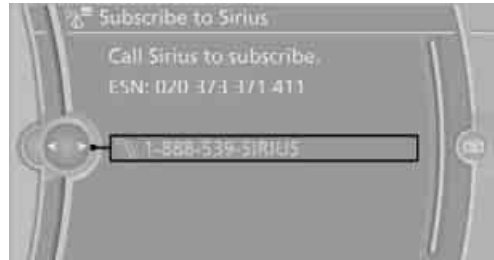 Subscribe to Sirius
Call Sirius to subscribe.
ESN: 020 373 371 411
1-888-539-SIRIUS